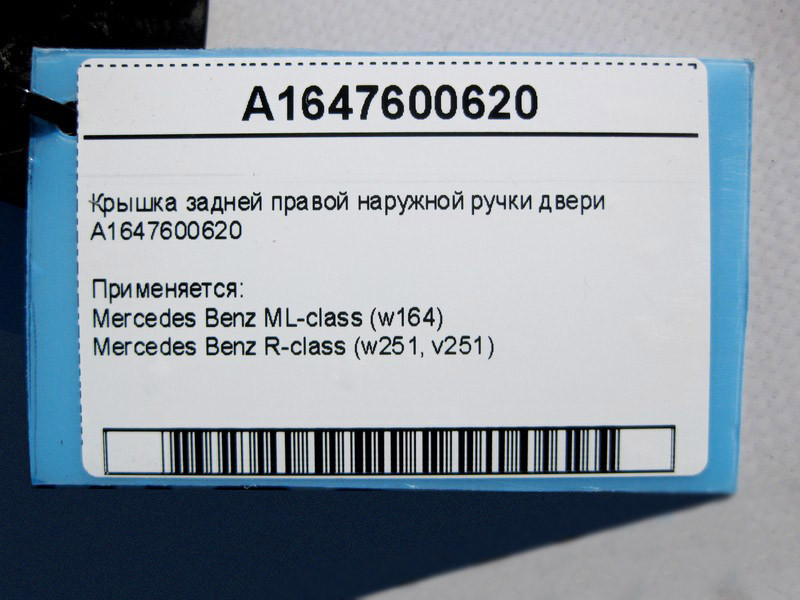 A1647600620
Крышка задней правой наружной ручки двери
A1647600620
Применяется:
Mercedes Benz ML-class (w164)
Mercedes Benz R-class (w251, v251)